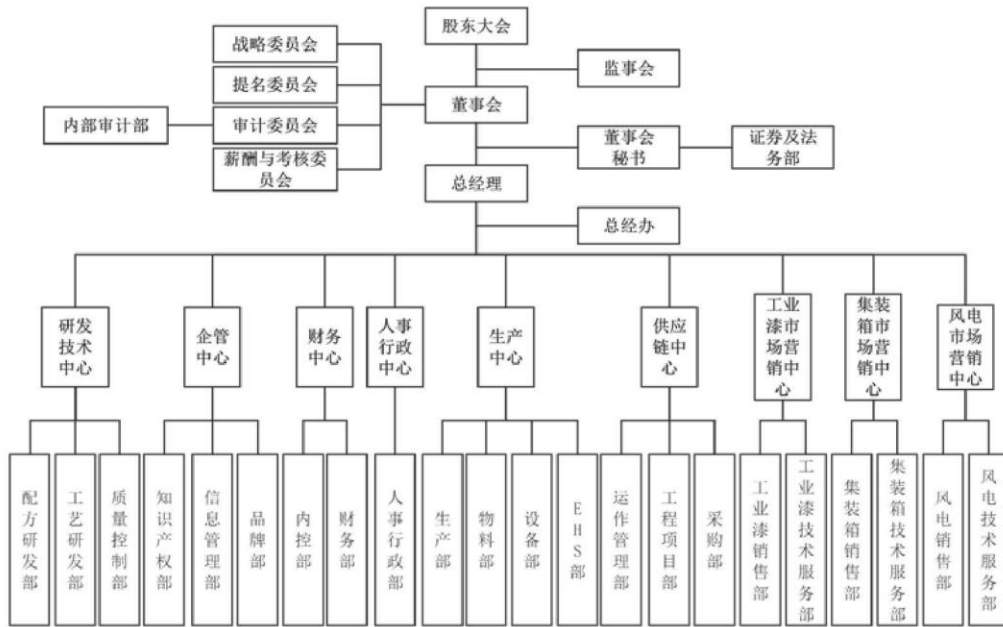 股东大会
战略委员会
监事会
提名委员会
董事会
内部审计部
审计委员会
董事会
秘书
证券及法
务部
薪酬与考核委
员会
总经理
总经办
研发
技术
中心
企管
中心
财务
中心
人事
行政
中心
生产
中心
供应
链中
心
工业
漆市
场营
销中
心
集装
箱市
场营
销中
心
风电
市场
营销
中心
配方研发部
工艺研发部
质量控制部
知识产权部
信息管理部
品牌部
内控部
财务部
人事行政部
生产部
物料部
设备部
EHS部
运作管理部
工程项目部
采购部
工业漆销售部
工业漆技术服务部
集装箱销售部
集装箱技术服务部
风电销售部
风电技术服务部